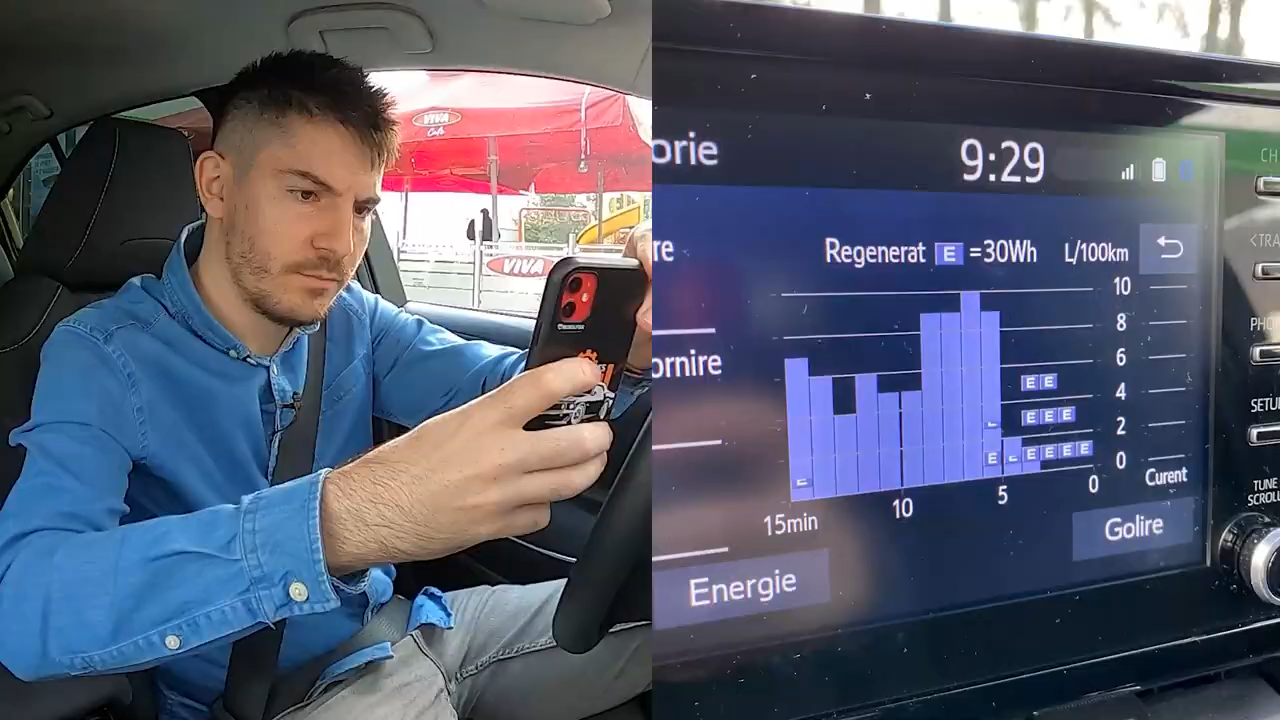 VIVA
Cafe
VIVA
orie
9:29
re
Regenerat E =30Wh
L/100km
10
8
6
4
2
0
ornire
E E
E E E
E E E E E
15min
10
5
0
Curent
Golire
Energie
CH
<TRA
PHO
SETU
TUNE
SCROLL